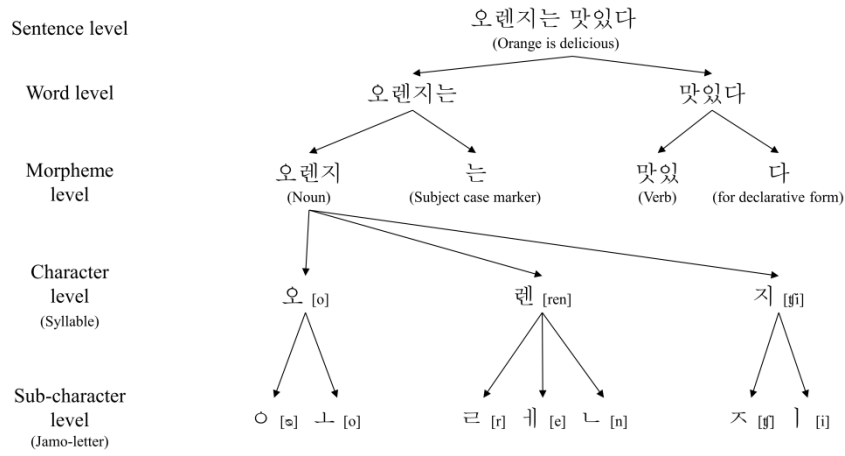 Sentence level
오렌지는 맛있다
(Orange is delicious)
Word level
오렌지는
맛있다
Morpheme
level
오렌지
(Noun)
는
(Subject case marker)
맛있
(Verb)
다
(for declarative form)
Character
level
(Syllable)
오 [o]
렌 [ren]
지 [ʧi]
Sub-character
level
(Jamo-letter)
ㅇ
ㅗ [o]
ㄹ [r]
ㅔ [e]
ㄴ [n]
ㅈ [ʧ]
ㅣ [i]